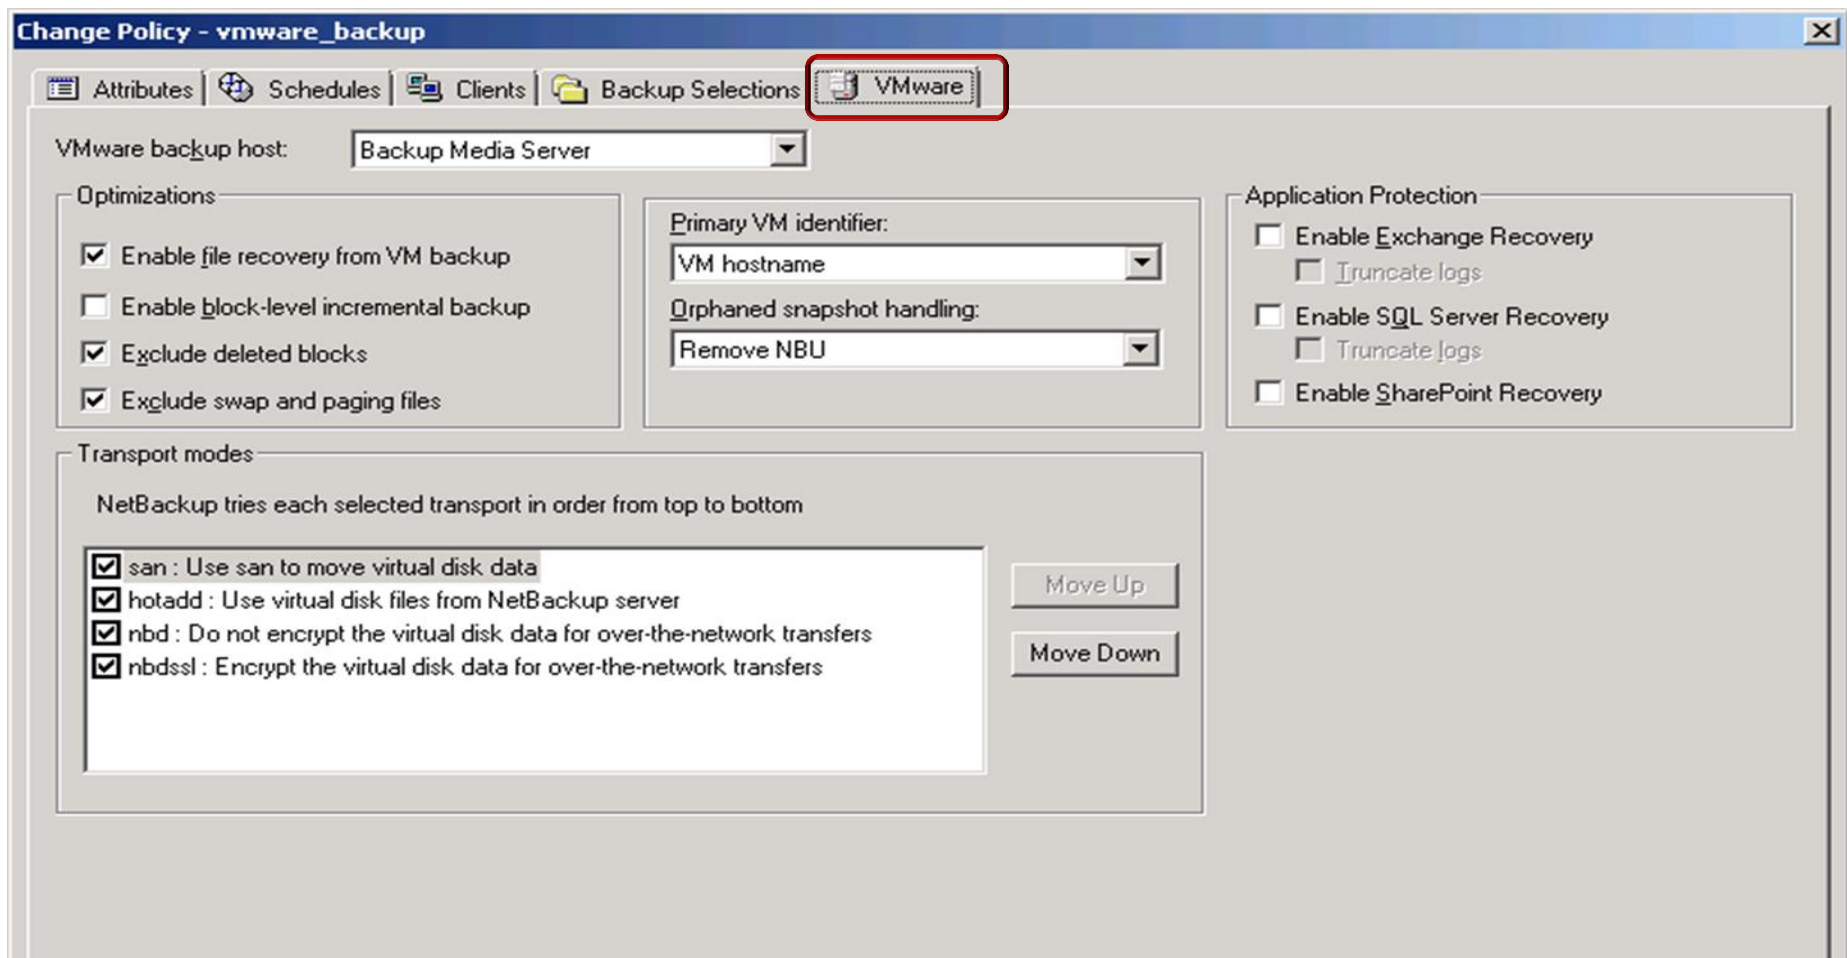 Change Policy - vmware_backup
Attributes Schedules Clients Backup Selections VMware
VMware backup host: Backup Media Server
Optimizations
Enable file recovery from VM backup
Enable block-level incremental backup
Exclude deleted blocks
Exclude swap and paging files
Primary VM identifier:
VM hostname
Orphaned snapshot handling:
Remove NBU
Application Protection
Enable Exchange Recovery
Truncate logs
Enable SQL Server Recovery
Truncate logs
Enable SharePoint Recovery
Transport modes
NetBackup tries each selected transport in order from top to bottom
san : Use san to move virtual disk data
hotadd : Use virtual disk files from NetBackup server
nbd : Do not encrypt the virtual disk data for over-the-network transfers
nbdssl : Encrypt the virtual disk data for over-the-network transfers
Move Up
Move Down